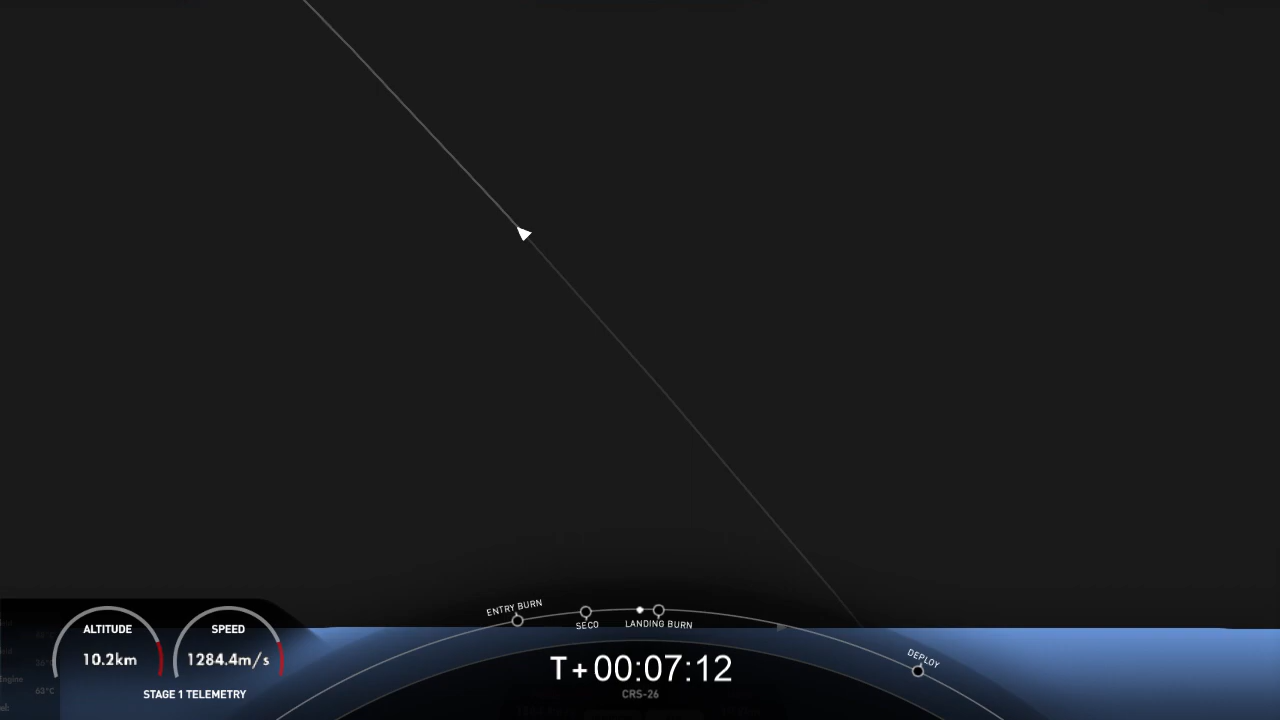 ENTRY BURN
SECO
LANDING BURN
DEPLOY
ALTITUDE
10.2km
SPEED
1284.4m/s
STAGE 1 TELEMETRY
T+00:07:12
CRS-26
63°C